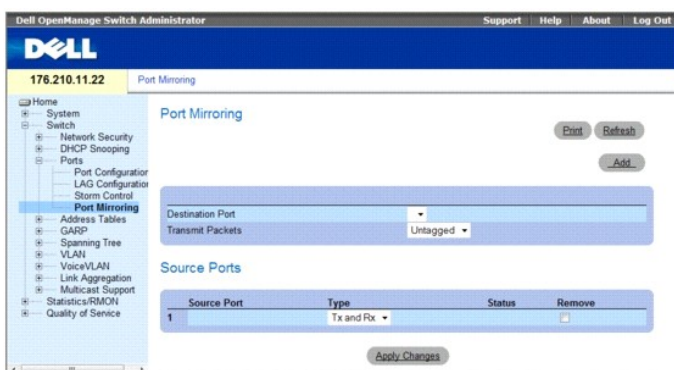 Dell OpenManage Switch Administrator Support Help About Log Out
DELL
176.210.11.22 Port Mirroring
Home
System
Switch
Network Security
DHCP Snooping
Ports
Port Configuration
LAG Configuration
Storm Control
Port Mirroring
Address Tables
GARP
Spanning Tree
VLAN
VoiceVLAN
Link Aggregation
Multicast Support
Statistics/RMON
Quality of Service
Port Mirroring
Print Refresh
Add
Destination Port
Transmit Packets Untagged
Source Ports
Source Port Type Status Remove
1 Tx and Rx
Apply Changes